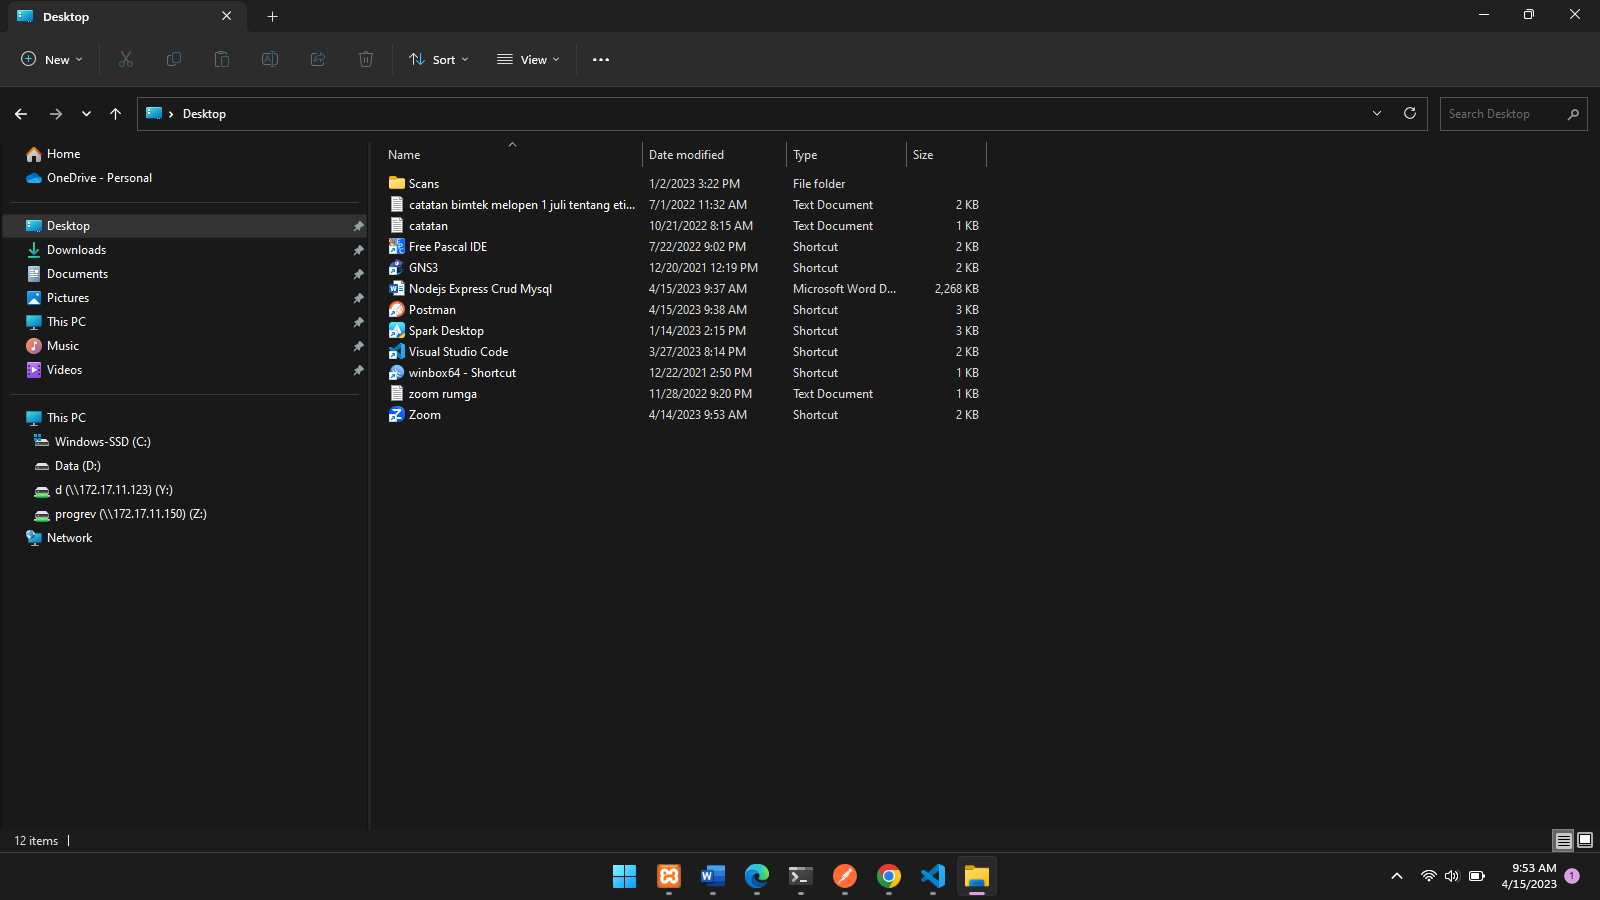 Desktop
New
Sort
View
Desktop
Search Desktop
Home
OneDrive - Personal
Desktop
Downloads
Documents
Pictures
This PC
Music
Videos
This PC
Windows-SSD (C:)
Data (D:)
d (\\172.17.11.123) (Y:)
progrev (\\172.17.11.150) (Z:)
Network
Name Date modified Type Size
Scans 1/2/2023 3:22 PM File folder
catatan bimtek melopen 1 juli tentang eti... 7/1/2022 11:32 AM Text Document 2 KB
catatan 10/21/2022 8:15 AM Text Document 1 KB
Free Pascal IDE 7/22/2022 9:02 PM Shortcut 2 KB
GNS3 12/20/2021 12:19 PM Shortcut 2 KB
Nodejs Express Crud Mysql 4/15/2023 9:37 AM Microsoft Word D... 2,268 KB
Postman 4/15/2023 9:38 AM Shortcut 3 KB
Spark Desktop 1/14/2023 2:15 PM Shortcut 3 KB
Visual Studio Code 3/27/2023 8:14 PM Shortcut 2 KB
winbox64 - Shortcut 12/22/2021 2:50 PM Shortcut 1 KB
zoom rumga 11/28/2022 9:20 PM Text Document 1 KB
Zoom 4/14/2023 9:53 AM Shortcut 2 KB
12 items
9:53 AM
4/15/2023
1